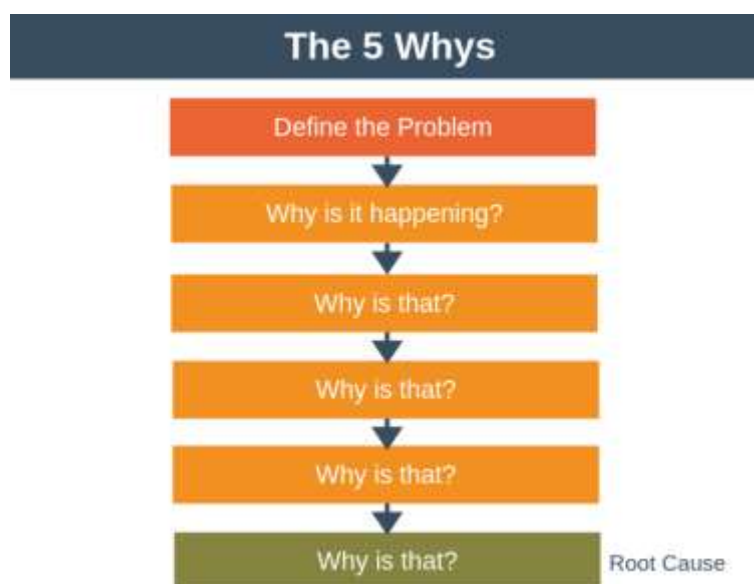 The 5 Whys
Define the Problem
Why is it happening?
Why is that?
Why is that?
Why is that?
Why is that?
Root Cause